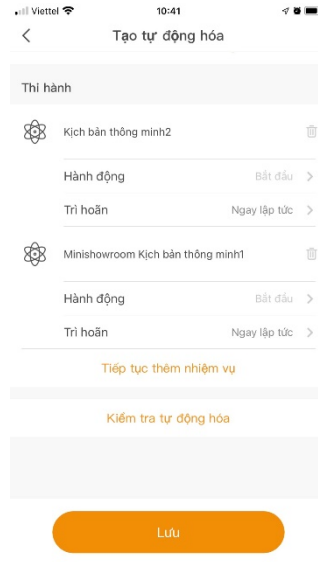 Viettel 10:41
Tạo tự động hóa
Thi hành
Kịch bản thông minh2
Hành động Bắt đầu
Trì hoãn Ngay lập tức
Minishowroom Kịch bản thông minh1
Hành động Bắt đầu
Trì hoãn Ngay lập tức
Tiếp tục thêm nhiệm vụ
Kiểm tra tự động hóa
Lưu